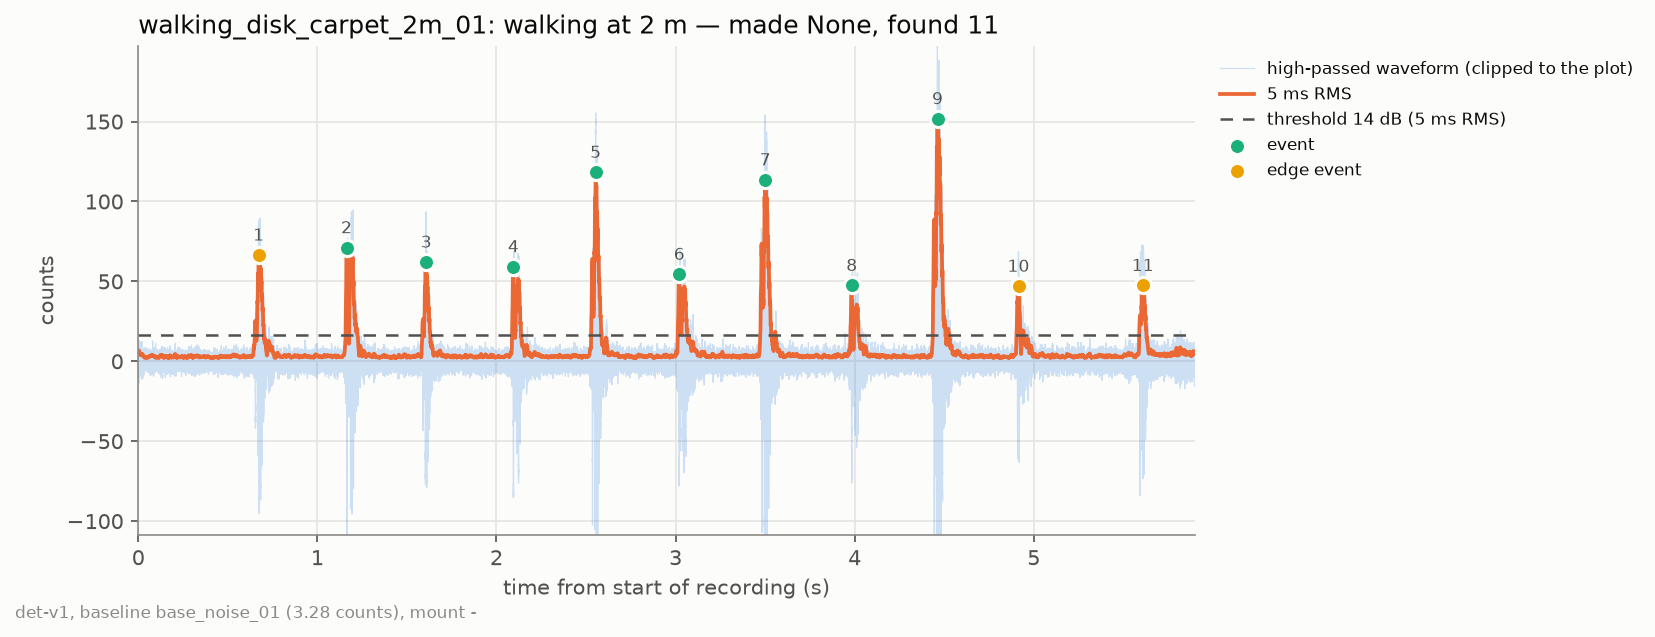 walking_disk_carpet_2m_01: walking at 2 m — made None, found 11
high-passed waveform (clipped to the plot)
5 ms RMS
threshold 14 dB (5 ms RMS)
event
edge event
counts
150
100
50
0
−50
−100
1
2
3
4
5
6
7
8
9
10
11
0
1
2
3
4
5
time from start of recording (s)
det-v1, baseline base_noise_01 (3.28 counts), mount -